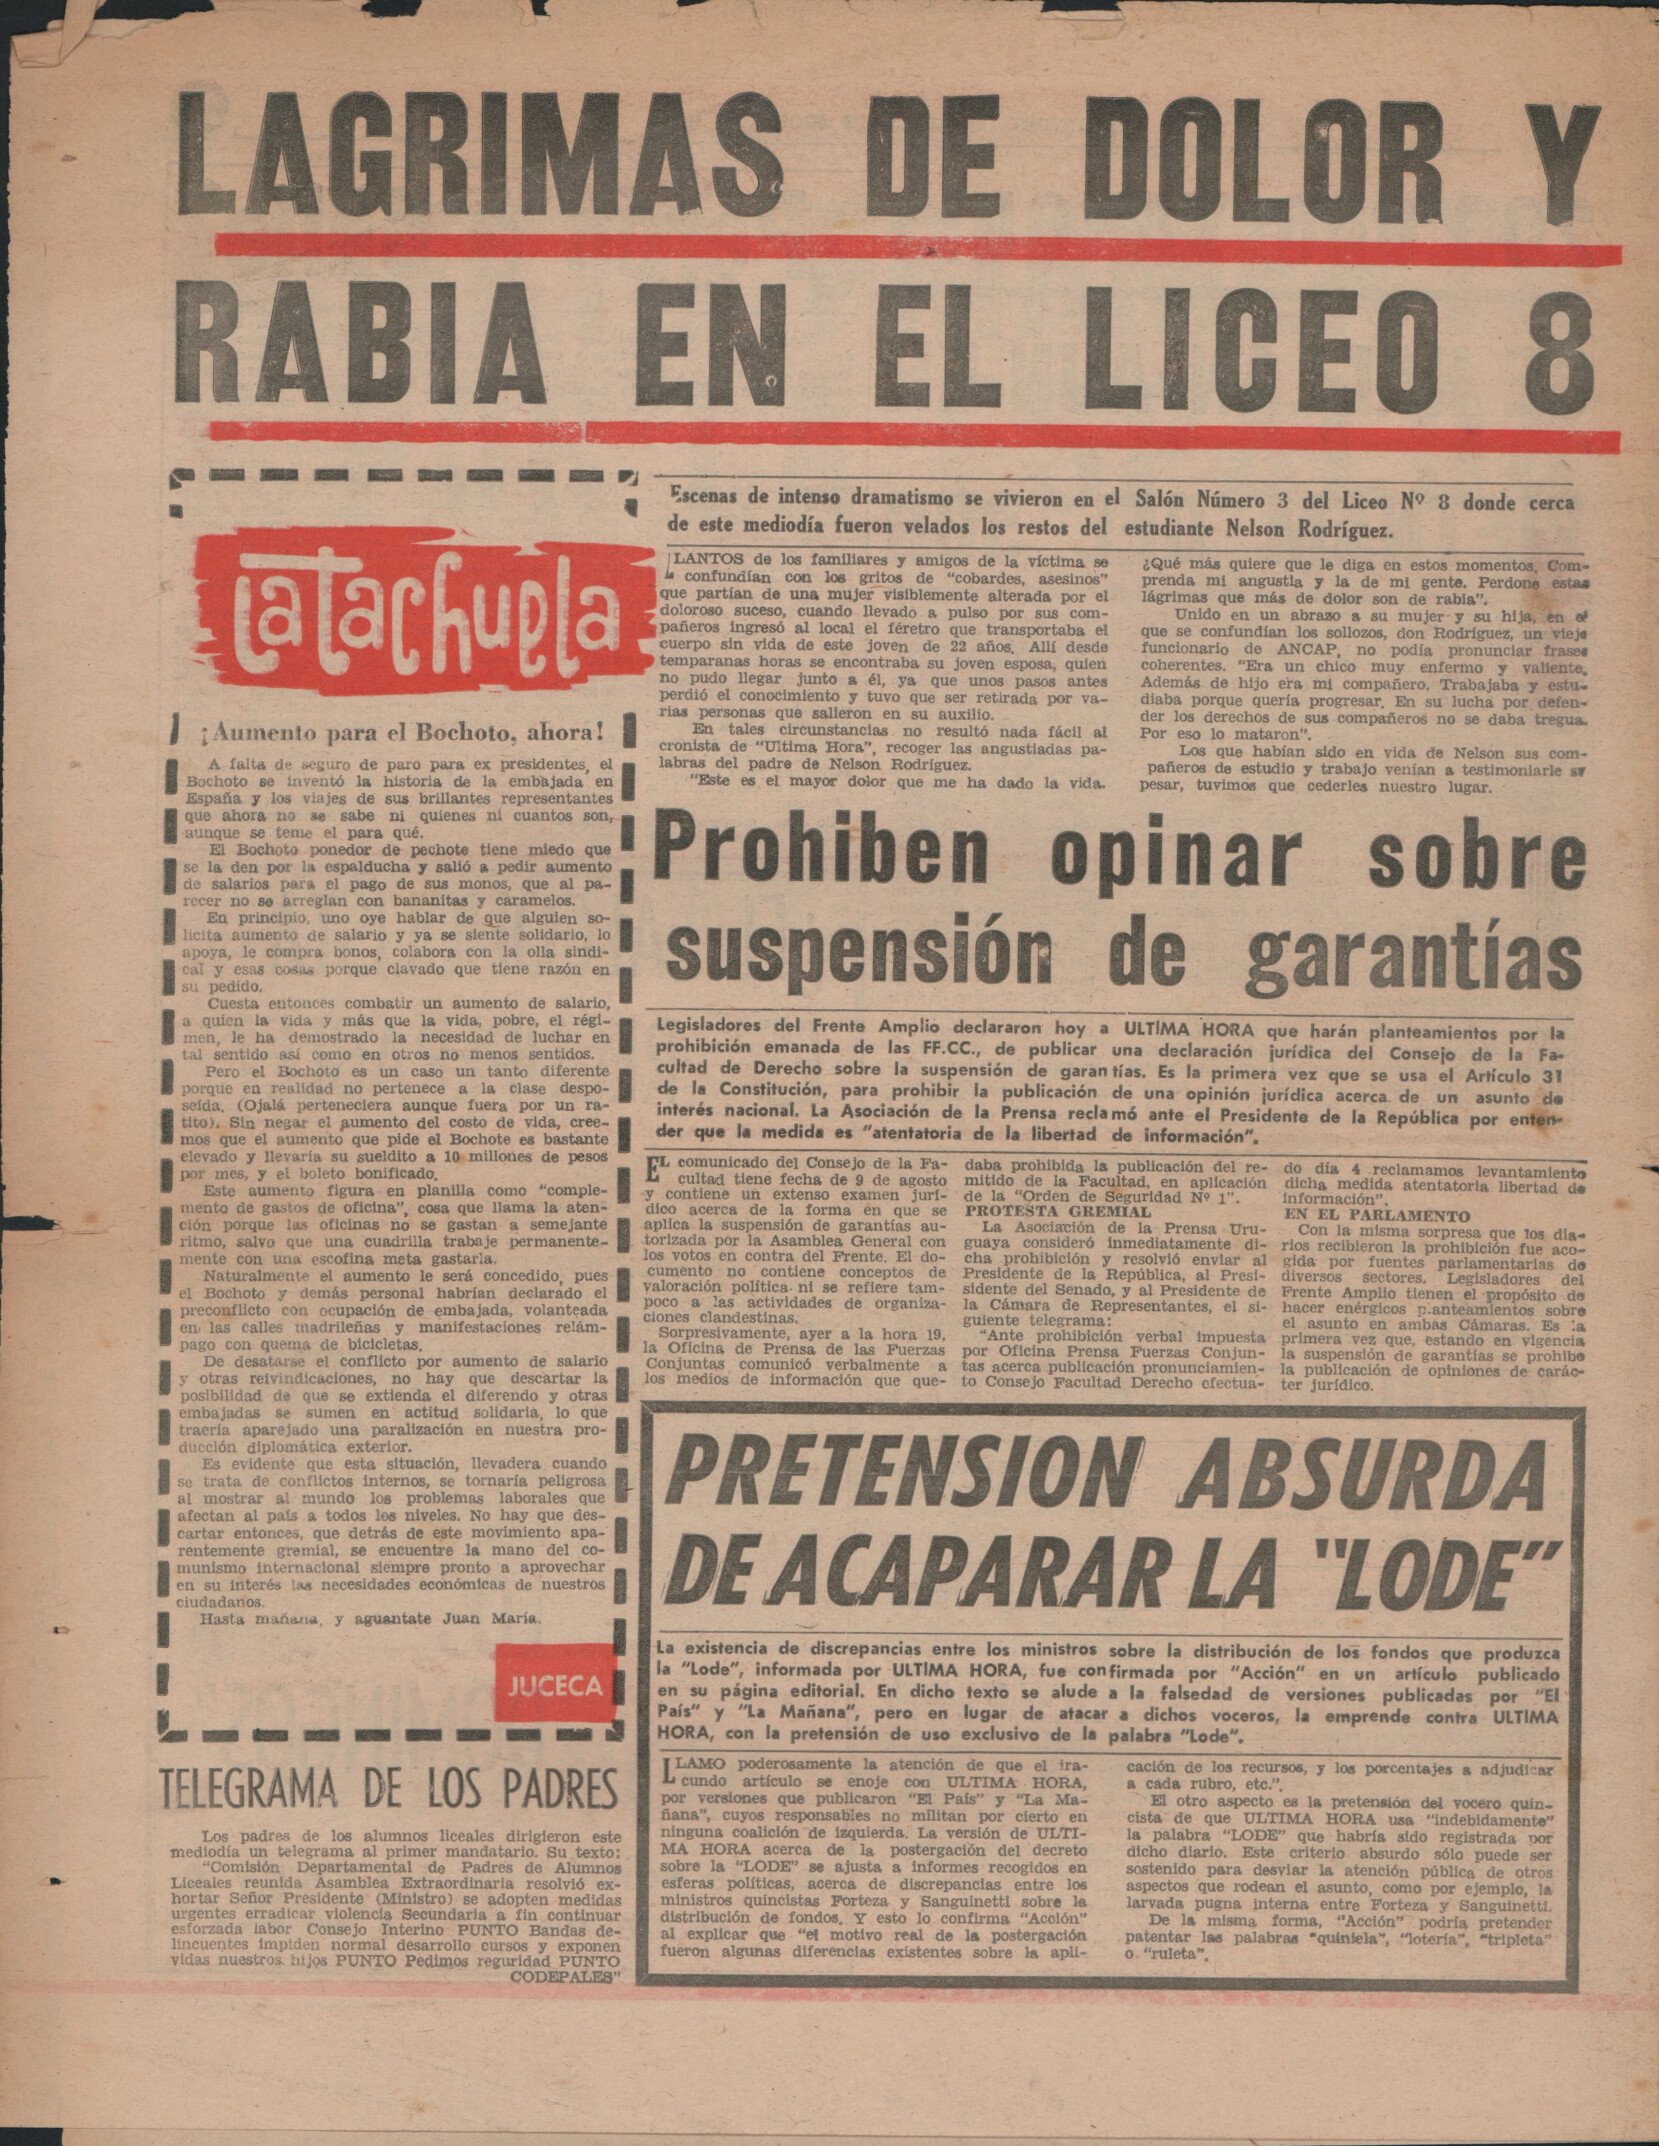 LAGRIMAS DE DOLOR Y
RABIA EN EL LICEO 8
la tachuela
¡Aumento para el Bochoto, ahora!
A falta de seguro de paro para ex presidentes, el
Bochoto se inventó la historia de la embajada en
España y los viajes de sus brillantes representantes
que ahora no se sabe ni quienes ni cuantos son,
aunque se teme el para qué.
El Bochoto ponedor de pechote tiene miedo que
se la den por la espalducha y salió a pedir aumento
de salarios para el pago de sus monos, que al pa-
recer no se arreglan con bananitas y caramelos.
En principio, uno oye hablar de que alguien so-
licita aumento de salario y ya se siente solidario, lo
apoya, le compra bonos, colabora con la olla sindi-
cal y esas cosas porque clavado que tiene razón en
su pedido.
Cuesta entonces combatir un aumento de salario,
a quien la vida y más que la vida, pobre, el régi-
men, le ha demostrado la necesidad de luchar en
tal sentido así como en otros no menos sentidos.
Pero el Bochoto es un caso un tanto diferente
porque en realidad no pertenece a la clase despo-
seída. (Ojalá perteneciera aunque fuera por un ra-
tito). Sin negar el aumento del costo de vida, cree-
mos que el aumento que pide el Bochote es bastante
elevado y llevaría su sueldito a 10 millones de pesos
por mes, y el boleto bonificado.
Este aumento figura en planilla como "comple-
mento de gastos de oficina", cosa que llama la aten-
ción porque las oficinas no se gastan a semejante
ritmo, salvo que una cuadrilla trabaje permanente-
mente con una escofina meta gastarla.
Naturalmente el aumento le será concedido, pues
el Bochoto y demás personal habrían declarado el
preconflicto con ocupación de embajada, volanteada
en las calles madrileñas y manifestaciones relám-
pago con quema de bicicletas.
De desatarse el conflicto por aumento de salario
y otras reivindicaciones, no hay que descartar la
posibilidad de que se extienda el diferendo y otras
embajadas se sumen en actitud solidaria, lo que
traería aparejado una paralización en nuestra pro-
ducción diplomática exterior.
Es evidente que esta situación, llevadera cuando
se trata de conflictos internos, se tornaría peligrosa
al mostrar al mundo los problemas laborales que
afectan al país a todos los niveles. No hay que des-
cartar entonces, que detrás de este movimiento apa-
rentemente gremial, se encuentre la mano del co-
munismo internacional siempre pronto a aprovechar
en su interés las necesidades económicas de nuestros
ciudadanos.
Hasta mañana, y aguantate Juan María.
JUCECA
TELEGRAMA DE LOS PADRES
Los padres de los alumnos liceales dirigieron este
mediodía un telegrama al primer mandatario. Su texto:
"Comisión Departamental de Padres de Alumnos
Liceales reunida Asamblea Extraordinaria resolvió ex-
hortar Señor Presidente (Ministro) se adopten medidas
urgentes erradicar violencia Secundaria a fin continuar
esforzada labor Consejo Interino PUNTO Bandas de-
lincuentes impiden normal desarrollo cursos y exponen
vidas nuestros hijos PUNTO Pedimos reguridad PUNTO
CODEPALES"
Escenas de intenso dramatismo se vivieron en el Salón Número 3 del Liceo Nº 8 donde cerca
de este mediodía fueron velados los restos del estudiante Nelson Rodríguez.
LLANTOS de los familiares y amigos de la víctima se
confundían con los gritos de "cobardes, asesinos"
que partían de una mujer visiblemente alterada por el
doloroso suceso, cuando llevado a pulso por sus com-
pañeros ingresó al local el féretro que transportaba el
cuerpo sin vida de este joven de 22 años. Allí desde
temparanas horas se encontraba su joven esposa, quien
no pudo llegar junto a él, ya que unos pasos antes
perdió el conocimiento y tuvo que ser retirada por va-
rias personas que salieron en su auxilio.
En tales circunstancias no resultó nada fácil al
cronista de "Ultima Hora", recoger las angustiadas pa-
labras del padre de Nelson Rodríguez.
"Este es el mayor dolor que me ha dado la vida.
¿Qué más quiere que le diga en estos momentos. Com-
prenda mi angustia y la de mi gente. Perdone estas
lágrimas que más de dolor son de rabia".
Unido en un abrazo a su mujer y su hija, en el
que se confundían los sollozos, don Rodríguez, un viejo
funcionario de ANCAP, no podía pronunciar frases
coherentes. "Era un chico muy enfermo y valiente.
Además de hijo era mi compañero. Trabajaba y estu-
diaba porque quería progresar. En su lucha por defen-
der los derechos de sus compañeros no se daba tregua.
Por eso lo mataron".
Los que habían sido en vida de Nelson sus com-
pañeros de estudio y trabajo venían a testimoniarle su
pesar, tuvimos que cederles nuestro lugar.
Prohiben opinar sobre
suspensión de garantías
Legisladores del Frente Amplio declararon hoy a ULTIMA HORA que harán planteamientos por la
prohibición emanada de las FF.CC., de publicar una declaración jurídica del Consejo de la Fa-
cultad de Derecho sobre la suspensión de garantías. Es la primera vez que se usa el Artículo 31
de la Constitución, para prohibir la publicación de una opinión jurídica acerca de un asunto de
interés nacional. La Asociación de la Prensa reclamó ante el Presidente de la República por enten-
der que la medida es "atentatoria de la libertad de información".
EL comunicado del Consejo de la Fa-
cultad tiene fecha de 9 de agosto
y contiene un extenso examen jurí-
dico acerca de la forma en que se
aplica la suspensión de garantías au-
torizada por la Asamblea General con
los votos en contra del Frente. El do-
cumento no contiene conceptos de
valoración política ni se refiere tam-
poco a las actividades de organiza-
ciones clandestinas.
Sorpresivamente, ayer a la hora 19,
la Oficina de Prensa de las Fuerzas
Conjuntas comunicó verbalmente a
los medios de información que que-
daba prohibida la publicación del re-
mitido de la Facultad, en aplicación
de la "Orden de Seguridad Nº 1".
PROTESTA GREMIAL
La Asociación de la Prensa Uru-
guaya consideró inmediatamente di-
cha prohibición y resolvió enviar al
Presidente de la República, al Presi-
sidente del Senado, y al Presidente de
la Cámara de Representantes, el si-
guiente telegrama:
"Ante prohibición verbal impuesta
por Oficina Prensa Fuerzas Conjun-
tas acerca publicación pronunciamien-
to Consejo Facultad Derecho efectua-
do día 4 reclamamos levantamiento
dicha medida atentatoria libertad de
información".
EN EL PARLAMENTO
Con la misma sorpresa que los dia-
rios recibieron la prohibición fue aco-
gida por fuentes parlamentarias de
diversos sectores. Legisladores del
Frente Amplio tienen el propósito de
hacer enérgicos planteamientos sobre
el asunto en ambas Cámaras. Es la
primera vez que, estando en vigencia
la suspensión de garantías se prohibe
la publicación de opiniones de carác-
ter jurídico.
PRETENSION ABSURDA
DE ACAPARAR LA "LODE"
La existencia de discrepancias entre los ministros sobre la distribución de los fondos que produzca
la "Lode", informada por ULTIMA HORA, fue confirmada por "Acción" en un artículo publicado
en su página editorial. En dicho texto se alude a la falsedad de versiones publicadas por "El
País" y "La Mañana", pero en lugar de atacar a dichos voceros, la emprende contra ULTIMA
HORA, con la pretensión de uso exclusivo de la palabra "Lode".
LLAMO poderosamente la atención de que el ira-
cundo artículo se enoje con ULTIMA HORA,
por versiones que publicaron "El País" y "La Ma-
ñana", cuyos responsables no militan por cierto en
ninguna coalición de izquierda. La versión de ULTI-
MA HORA acerca de la postergación del decreto
sobre la "LODE" se ajusta a informes recogidos en
esferas políticas, acerca de discrepancias entre los
ministros quincistas Forteza y Sanguinetti sobre la
distribución de fondos. Y esto lo confirma "Acción"
al explicar que "el motivo real de la postergación
fueron algunas diferencias existentes sobre la apli-
cación de los recursos, y los porcentajes a adjudicar
a cada rubro, etc.".
El otro aspecto es la pretensión del vocero quin-
cista de que ULTIMA HORA usa "indebidamente"
la palabra "LODE" que habría sido registrada por
dicho diario. Este criterio absurdo sólo puede ser
sostenido para desviar la atención pública de otros
aspectos que rodean el asunto, como por ejemplo, la
larvada pugna interna entre Forteza y Sanguinetti.
De la misma forma, "Acción" podría pretender
patentar las palabras "quiniela", "lotería", "tripleta"
o "ruleta".